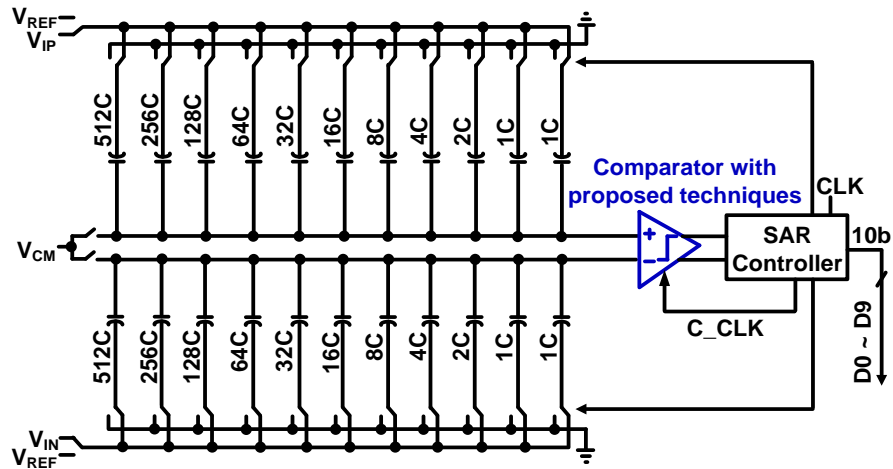 VREF
VIP
512C
256C
128C
64C
32C
16C
8C
4C
2C
1C
1C
Comparator with
proposed techniques
CLK
VCM
+
−
SAR
Controller
10b
C_CLK
D0 ~ D9
512C
256C
128C
64C
32C
16C
8C
4C
2C
1C
1C
VIN
VREF